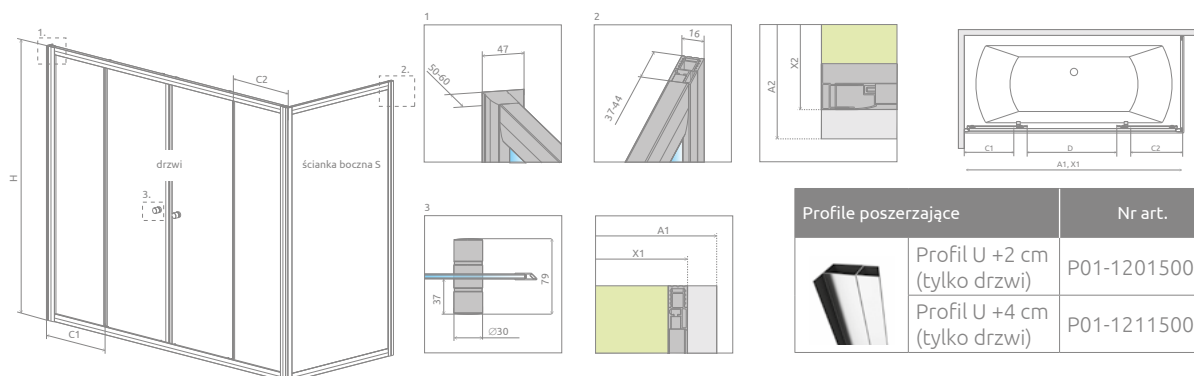 1.
2.
C2
H
drzwi
ścianka boczna S
3.
C1
1
47
50-60
2
16
37-44
A2
X2
C1
D
C2
A1, X1
3
37
79
∅30
A1
X1
Profile poszerzające
Nr art.
Profil U +2 cm
(tylko drzwi)
P01-1201500
Profil U +4 cm
(tylko drzwi)
P01-1211500